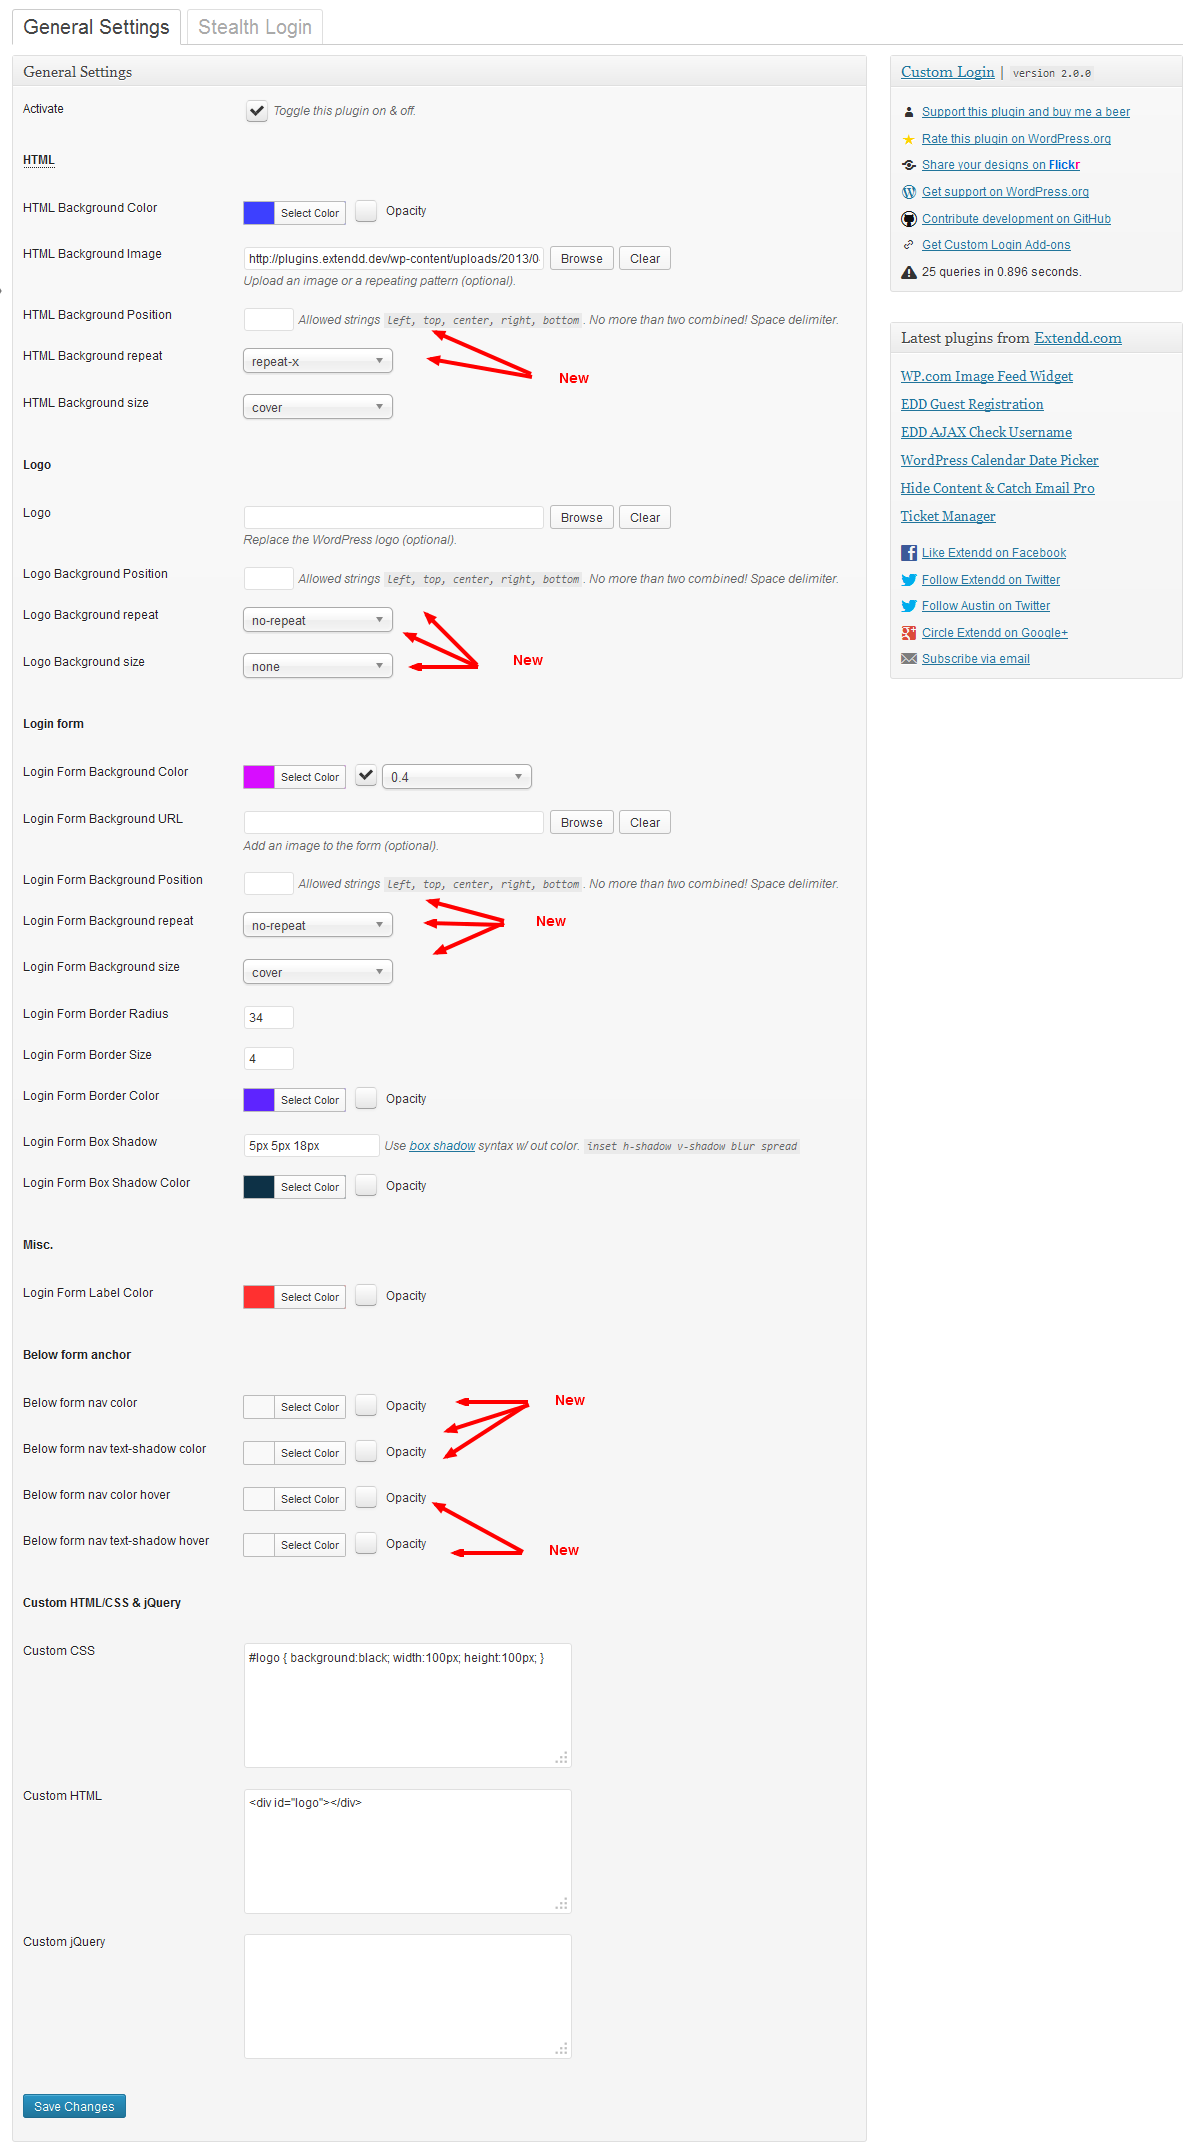 General Settings
Stealth Login
General Settings
Activate
Toggle this plugin on & off.
HTML
HTML Background Color
Select Color
Opacity
HTML Background Image
http://plugins.extendd.dev/wp-content/uploads/2013/0
Browse
Clear
Upload an image or a repeating pattern (optional).
HTML Background Position
Allowed strings left, top, center, right, bottom. No more than two combined! Space delimiter.
HTML Background repeat
repeat-x
New
HTML Background size
cover
Logo
Logo
Browse
Clear
Replace the WordPress logo (optional).
Logo Background Position
Allowed strings left, top, center, right, bottom. No more than two combined! Space delimiter.
Logo Background repeat
no-repeat
Logo Background size
none
New
Login form
Login Form Background Color
Select Color
0.4
Login Form Background URL
Browse
Clear
Add an image to the form (optional).
Login Form Background Position
Allowed strings left, top, center, right, bottom. No more than two combined! Space delimiter.
Login Form Background repeat
no-repeat
New
Login Form Background size
cover
Login Form Border Radius
34
Login Form Border Size
4
Login Form Border Color
Select Color
Opacity
Login Form Box Shadow
5px 5px 18px
Use box shadow syntax w/ out color. inset h-shadow v-shadow blur spread
Login Form Box Shadow Color
Select Color
Opacity
Misc.
Login Form Label Color
Select Color
Opacity
Below form anchor
Below form nav color
Select Color
Opacity
New
Below form nav text-shadow color
Select Color
Opacity
Below form nav color hover
Select Color
Opacity
Below form nav text-shadow hover
Select Color
Opacity
New
Custom HTML/CSS & jQuery
Custom CSS
#logo { background:black; width:100px; height:100px; }
Custom HTML
<div id="logo"></div>
Custom jQuery
Save Changes
Custom Login | version 2.0.0
Support this plugin and buy me a beer
Rate this plugin on WordPress.org
Share your designs on Flickr
Get support on WordPress.org
Contribute development on GitHub
Get Custom Login Add-ons
25 queries in 0.896 seconds.
Latest plugins from Extendd.com
WP.com Image Feed Widget
EDD Guest Registration
EDD AJAX Check Username
WordPress Calendar Date Picker
Hide Content & Catch Email Pro
Ticket Manager
Like Extendd on Facebook
Follow Extendd on Twitter
Follow Austin on Twitter
Circle Extendd on Google+
Subscribe via email